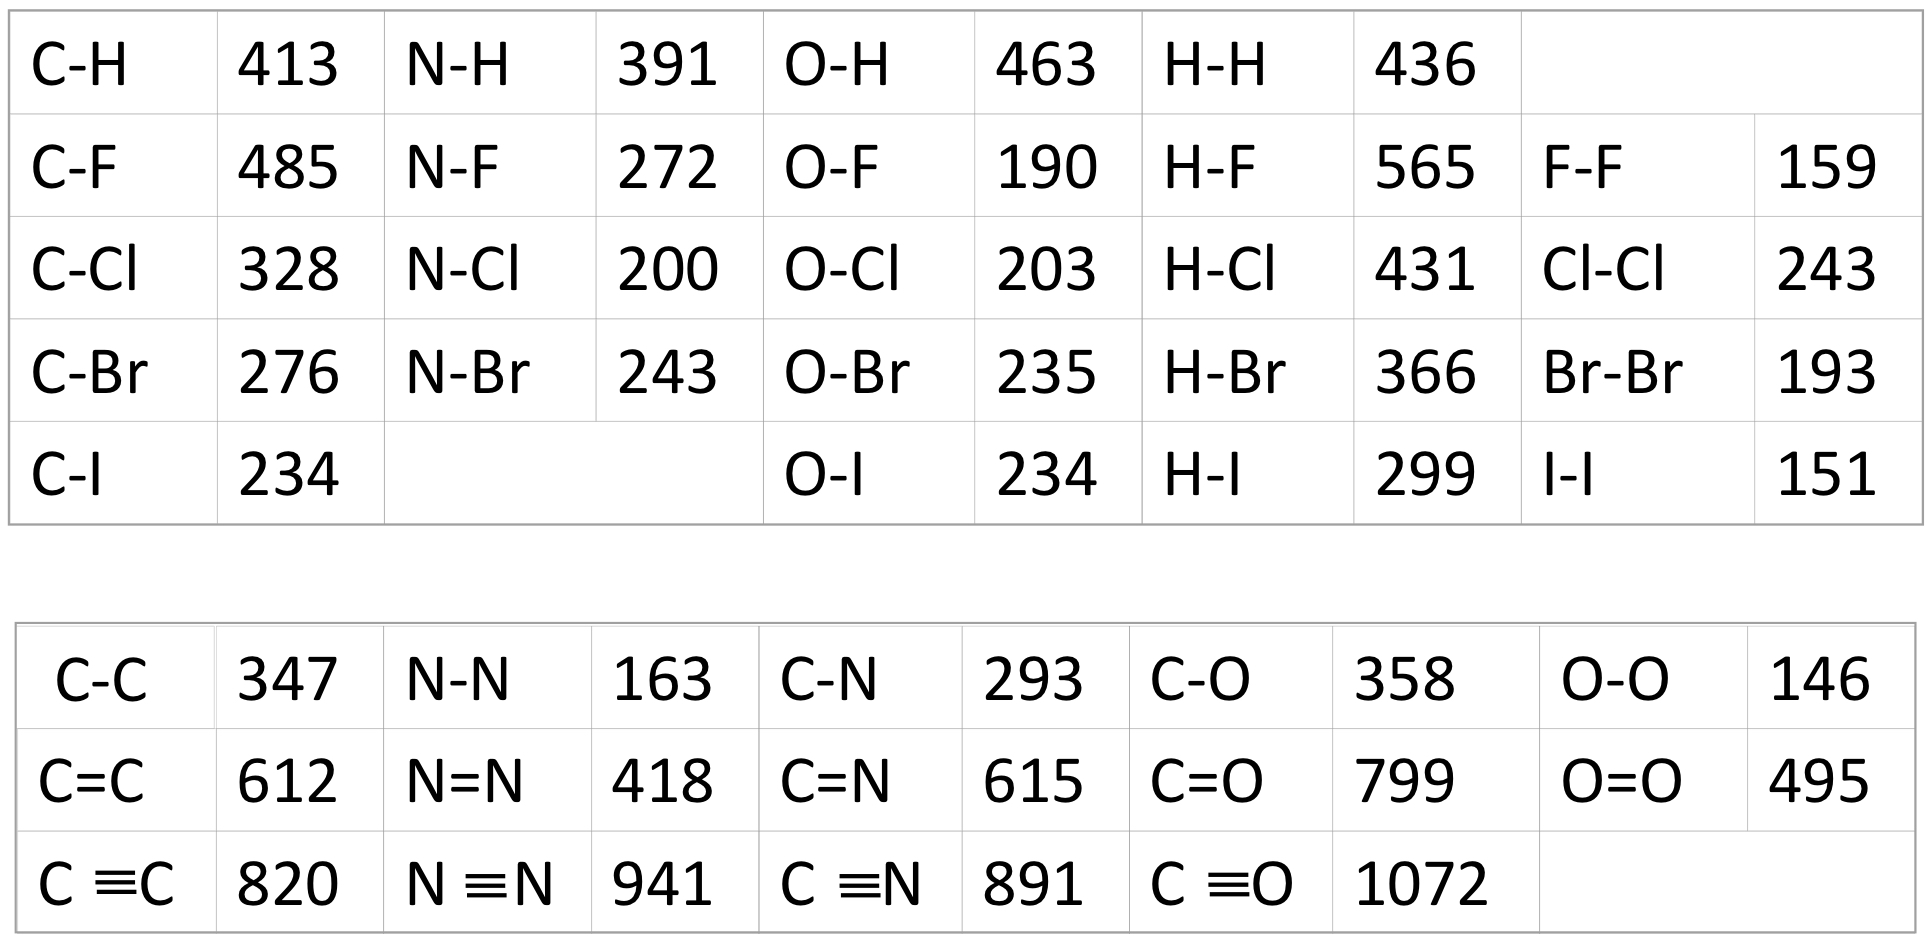 C-H 413 N-H 391 O-H 463 H-H 436
C-F 485 N-F 272 O-F 190 H-F 565 F-F 159
C-Cl 328 N-Cl 200 O-Cl 203 H-Cl 431 Cl-Cl 243
C-Br 276 N-Br 243 O-Br 235 H-Br 366 Br-Br 193
C-I 234 O-I 234 H-I 299 I-I 151
C-C 347 N-N 163 C-N 293 C-O 358 O-O 146
C=C 612 N=N 418 C=N 615 C=O 799 O=O 495
C ≡C 820 N ≡N 941 C ≡N 891 C ≡O 1072